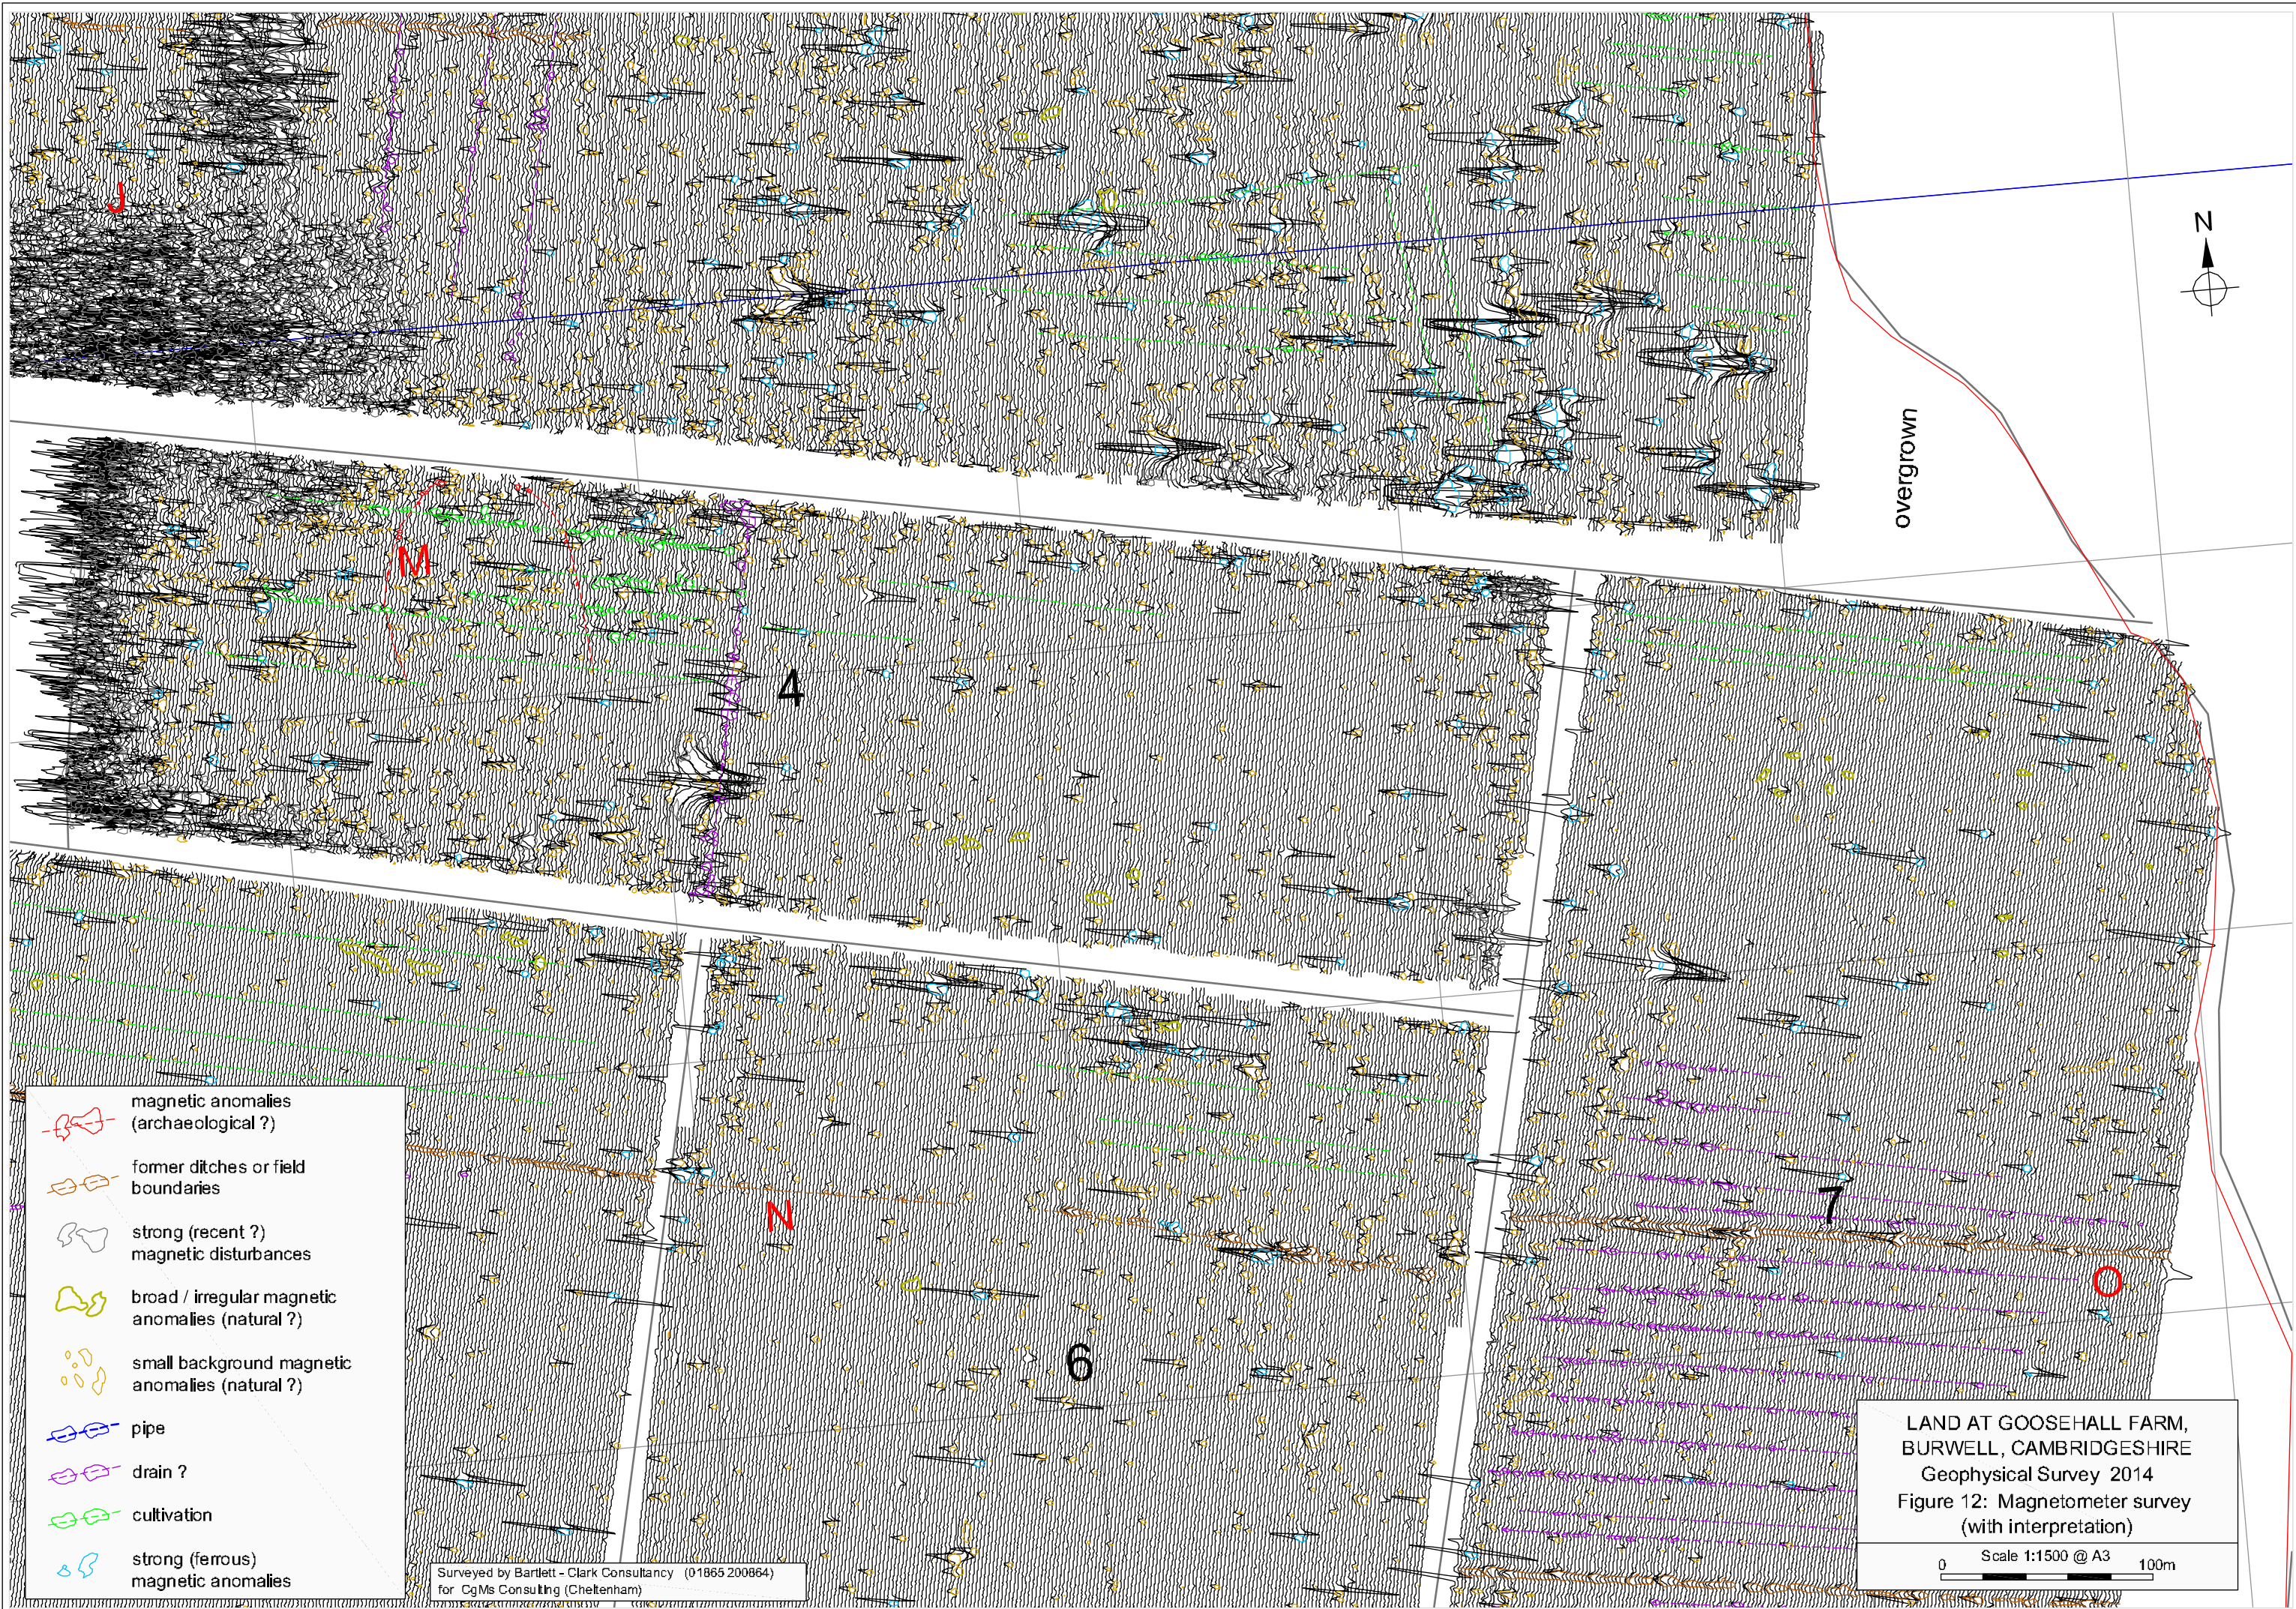 J
N
overgrown
M
4
7
N
O
6
magnetic anomalies
(archaeological ?)
former ditches or field
boundaries
strong (recent ?)
magnetic disturbances
broad / irregular magnetic
anomalies (natural ?)
small background magnetic
anomalies (natural ?)
pipe
drain ?
cultivation
strong (ferrous)
magnetic anomalies
Surveyed by Bartlett - Clark Consultancy (01865 200864)
for CgMs Consulting (Cheltenham)
LAND AT GOOSEHALL FARM,
BURWELL, CAMBRIDGESHIRE
Geophysical Survey 2014
Figure 12: Magnetometer survey
(with interpretation)
Scale 1:1500 @ A3
0 100m